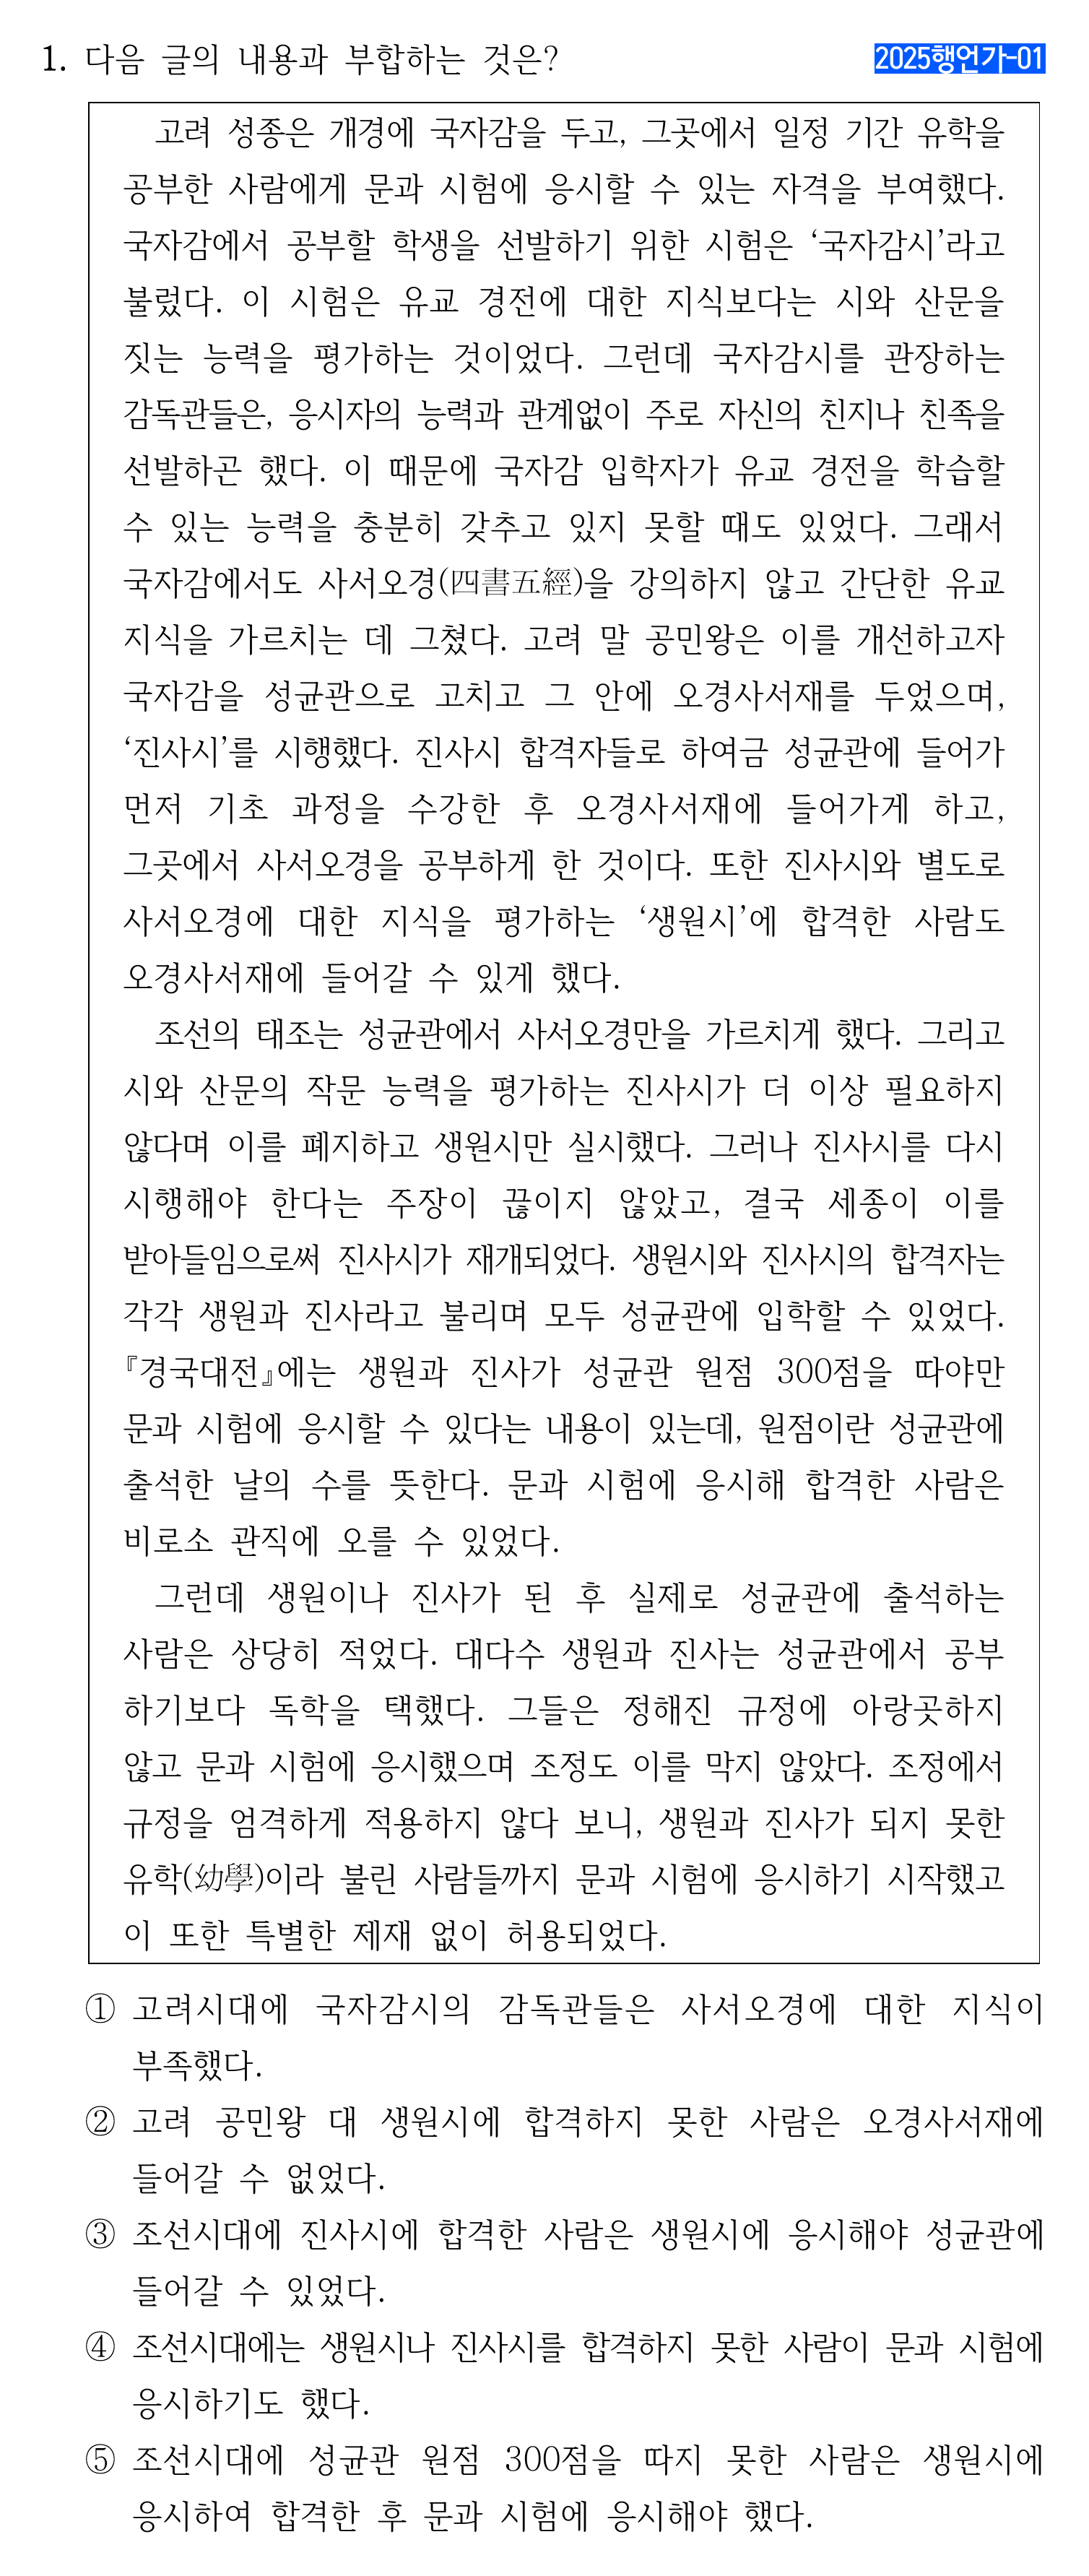 1. 다음 글의 내용과 부합하는 것은?
2025행언가-01
고려 성종은 개경에 국자감을 두고, 그곳에서 일정 기간 유학을
공부한 사람에게 문과 시험에 응시할 수 있는 자격을 부여했다.
국자감에서 공부할 학생을 선발하기 위한 시험은 ‘국자감시’라고
불렀다. 이 시험은 유교 경전에 대한 지식보다는 시와 산문을
짓는 능력을 평가하는 것이었다. 그런데 국자감시를 관장하는
감독관들은, 응시자의 능력과 관계없이 주로 자신의 친지나 친족을
선발하곤 했다. 이 때문에 국자감 입학자가 유교 경전을 학습할
수 있는 능력을 충분히 갖추고 있지 못할 때도 있었다. 그래서
국자감에서도 사서오경(四書五經)을 강의하지 않고 간단한 유교
지식을 가르치는 데 그쳤다. 고려 말 공민왕은 이를 개선하고자
국자감을 성균관으로 고치고 그 안에 오경사서재를 두었으며,
‘진사시’를 시행했다. 진사시 합격자들로 하여금 성균관에 들어가
먼저 기초 과정을 수강한 후 오경사서재에 들어가게 하고,
그곳에서 사서오경을 공부하게 한 것이다. 또한 진사시와 별도로
사서오경에 대한 지식을 평가하는 ‘생원시’에 합격한 사람도
오경사서재에 들어갈 수 있게 했다.
조선의 태조는 성균관에서 사서오경만을 가르치게 했다. 그리고
시와 산문의 작문 능력을 평가하는 진사시가 더 이상 필요하지
않다며 이를 폐지하고 생원시만 실시했다. 그러나 진사시를 다시
시행해야 한다는 주장이 끊이지 않았고, 결국 세종이 이를
받아들임으로써 진사시가 재개되었다. 생원시와 진사시의 합격자는
각각 생원과 진사라고 불리며 모두 성균관에 입학할 수 있었다.
『경국대전』에는 생원과 진사가 성균관 원점 300점을 따야만
문과 시험에 응시할 수 있다는 내용이 있는데, 원점이란 성균관에
출석한 날의 수를 뜻한다. 문과 시험에 응시해 합격한 사람은
비로소 관직에 오를 수 있었다.
그런데 생원이나 진사가 된 후 실제로 성균관에 출석하는
사람은 상당히 적었다. 대다수 생원과 진사는 성균관에서 공부
하기보다 독학을 택했다. 그들은 정해진 규정에 아랑곳하지
않고 문과 시험에 응시했으며 조정도 이를 막지 않았다. 조정에서
규정을 엄격하게 적용하지 않다 보니, 생원과 진사가 되지 못한
유학(幼學)이라 불린 사람들까지 문과 시험에 응시하기 시작했고
이 또한 특별한 제재 없이 허용되었다.
① 고려시대에 국자감시의 감독관들은 사서오경에 대한 지식이
부족했다.
② 고려 공민왕 대 생원시에 합격하지 못한 사람은 오경사서재에
들어갈 수 없었다.
③ 조선시대에 진사시에 합격한 사람은 생원시에 응시해야 성균관에
들어갈 수 있었다.
④ 조선시대에는 생원시나 진사시를 합격하지 못한 사람이 문과 시험에
응시하기도 했다.
⑤ 조선시대에 성균관 원점 300점을 따지 못한 사람은 생원시에
응시하여 합격한 후 문과 시험에 응시해야 했다.